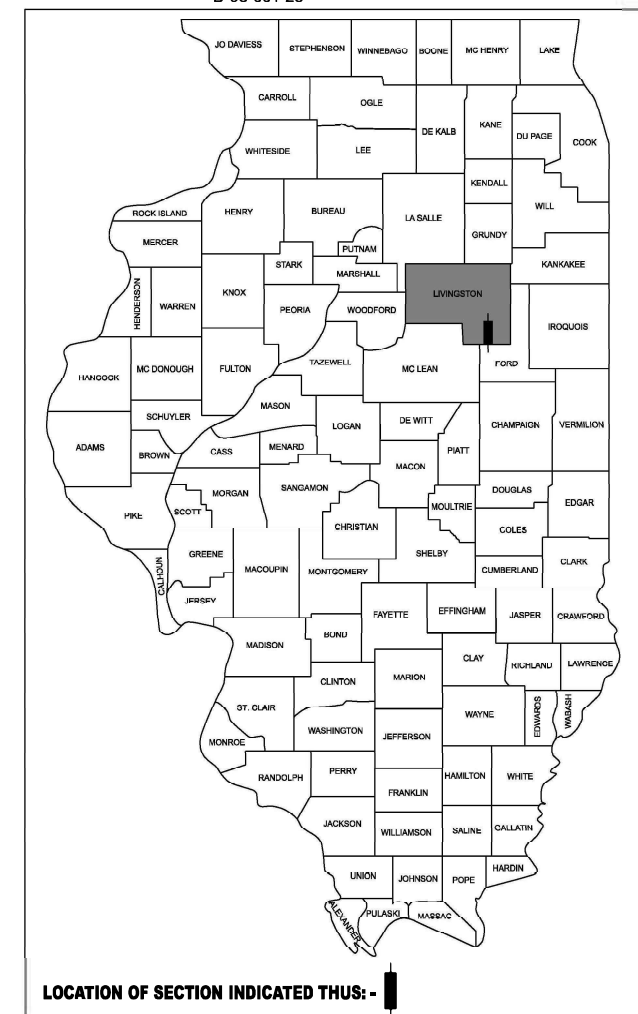 JO DAVIESS STEPHENSON WINNEBAGO BOONE MC HENRY LAKE
CARROLL OGLE DE KALB KANE DU PAGE COOK
WHITESIDE LEE
KENDALL WILL
ROCK ISLAND HENRY BUREAU LA SALLE
GRUNDY
MERCER PUTNAM
STARK MARSHALL KANKAKEE
HENDERSON WARREN KNOX PEORIA WOODFORD LIVINGSTON IROQUOIS
HANCOCK MC DONOUGH FULTON TAZEWELL MC LEAN FORD
MASON
SCHUYLER LOGAN DE WITT CHAMPAIGN VERMILION
ADAMS BROWN CASS MENARD PIATT
MACON
MORGAN SANGAMON DOUGLAS
PIKE SCOTT MOULTRIE EDGAR
CHRISTIAN COLES
GREENE SHELBY
CALHOUN MACOUPIN MONTGOMERY CUMBERLAND CLARK
JERSEY
FAYETTE EFFINGHAM JASPER CRAWFORD
MADISON BOND
CLAY RICHLAND LAWRENCE
CLINTON MARION
ST. CLAIR WAYNE EDWARDS WABASH
WASHINGTON JEFFERSON
MONROE
RANDOLPH PERRY HAMILTON WHITE
FRANKLIN
JACKSON WILLIAMSON SALINE GALLATIN
UNION JOHNSON POPE HARDIN
ALEXANDER PULASKI MASSAC
LOCATION OF SECTION INDICATED THUS: -